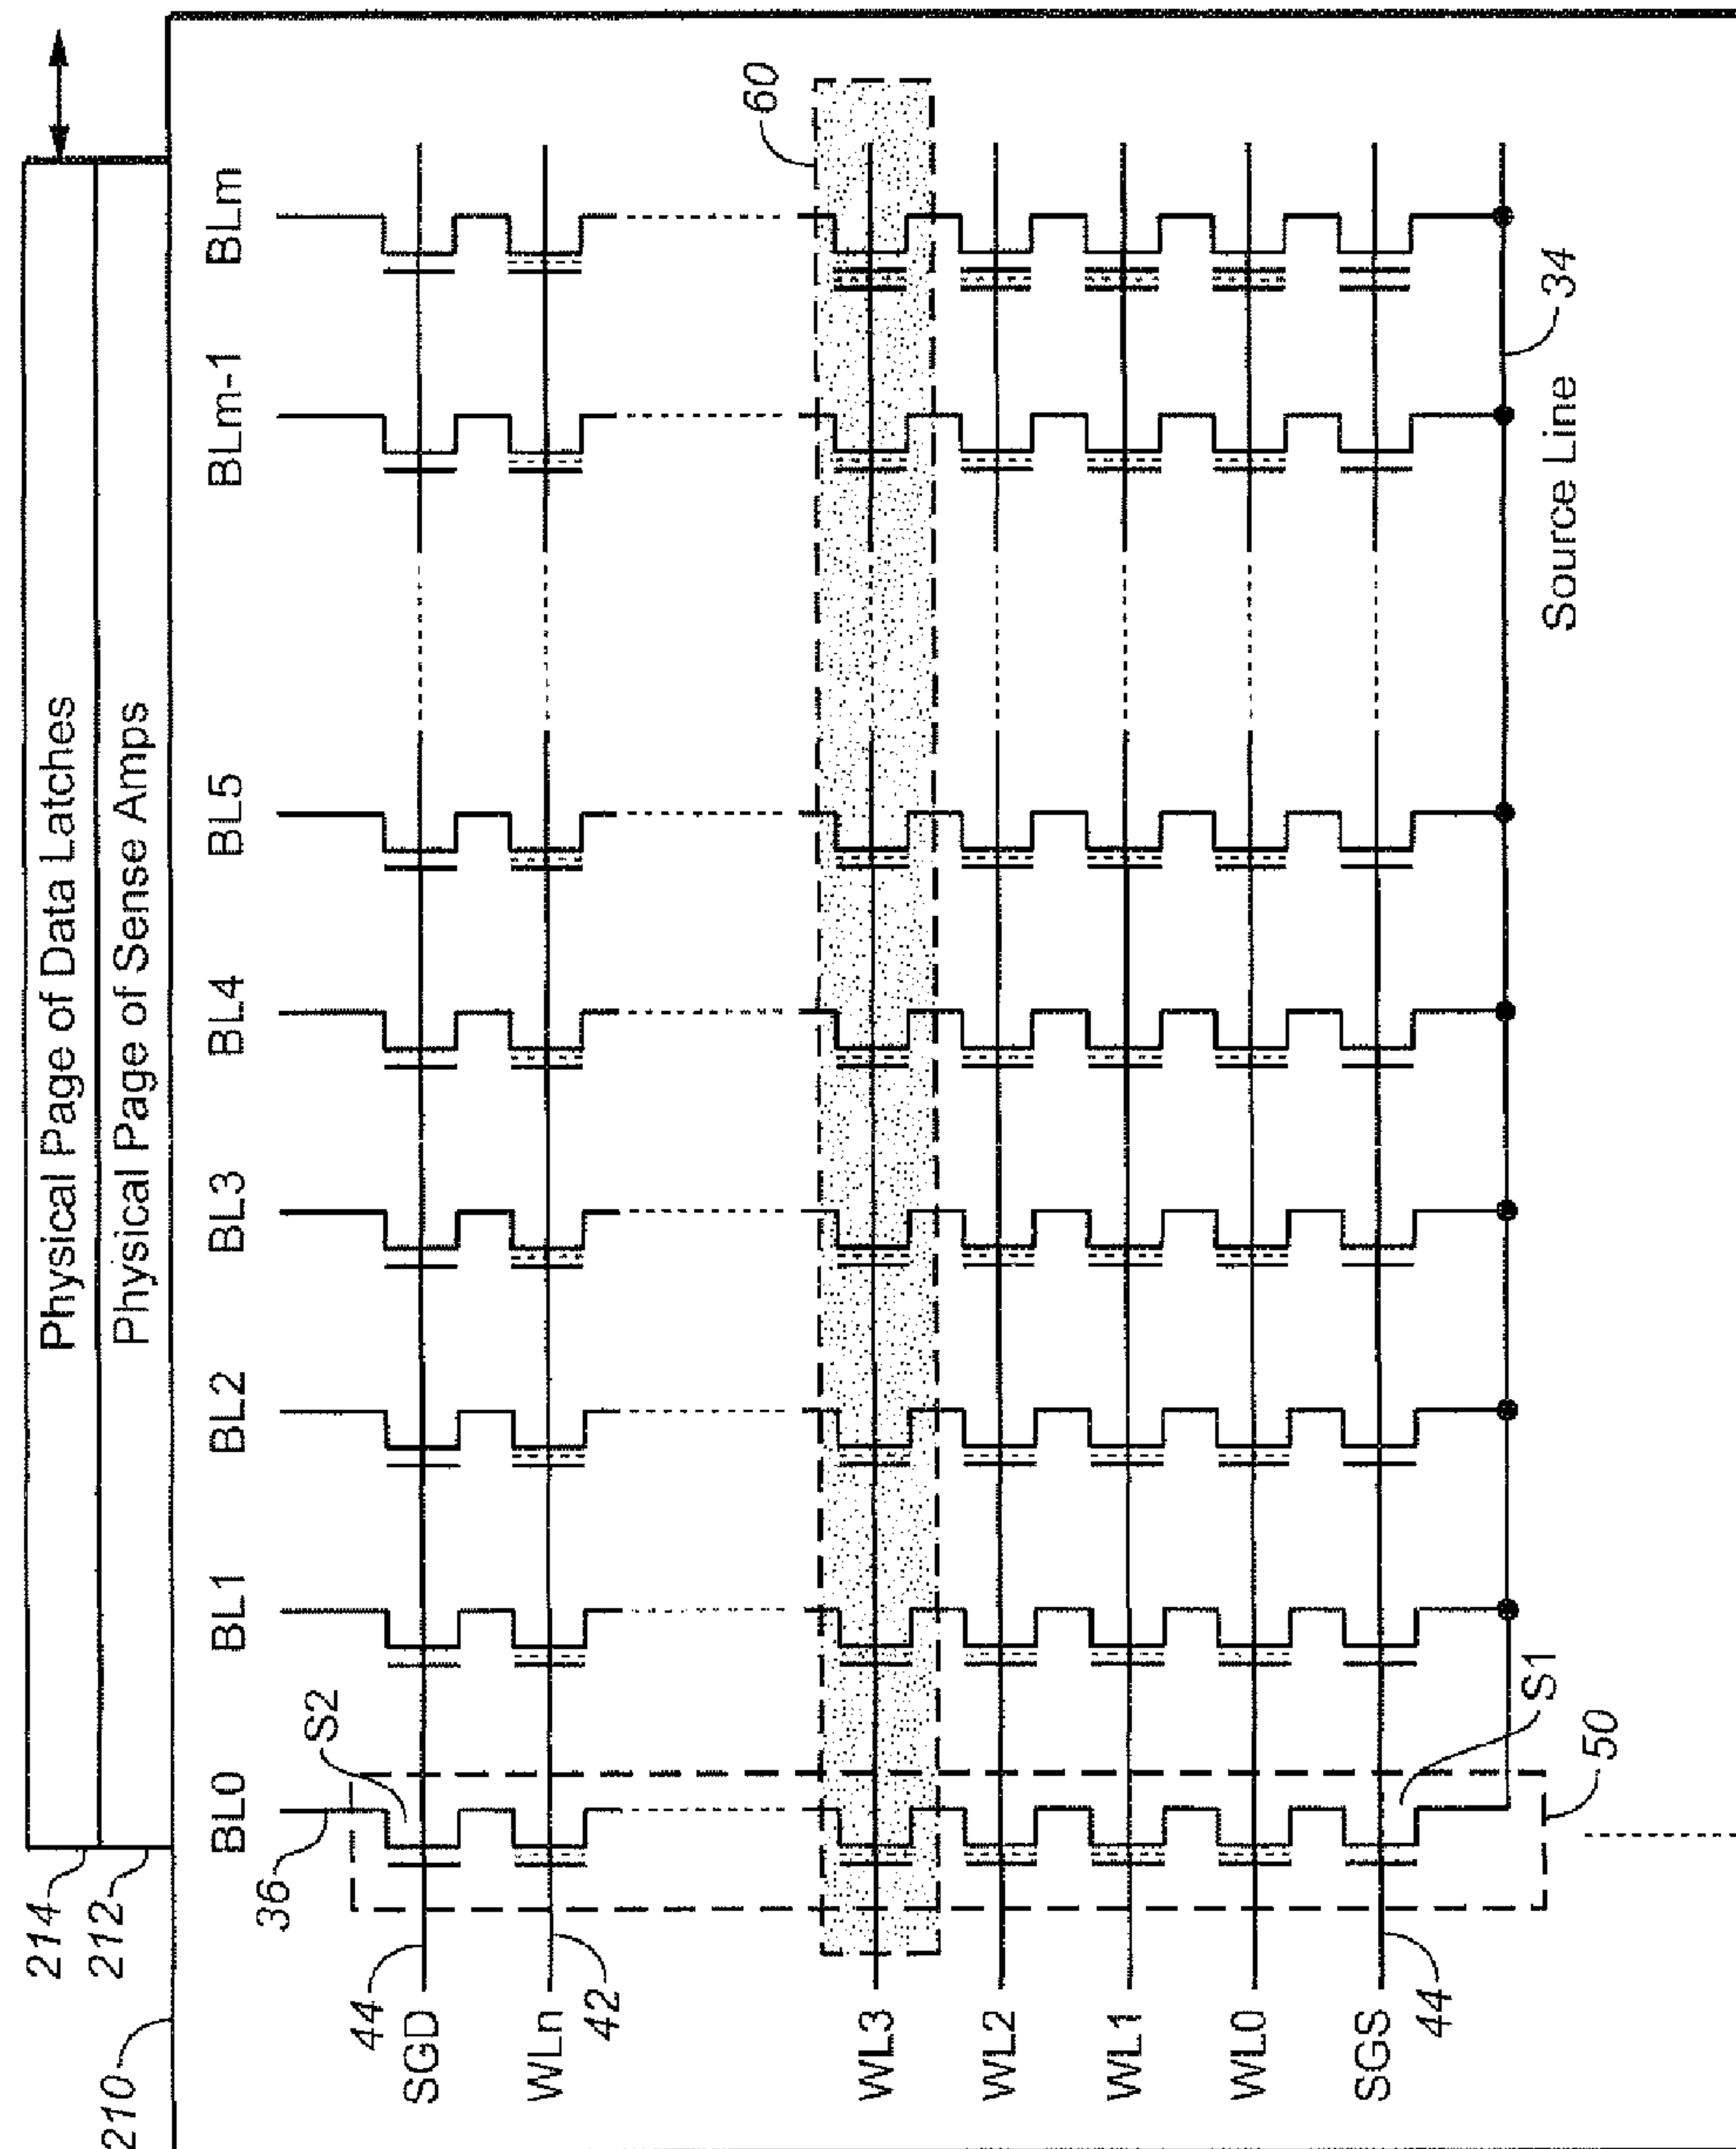 Physical Page of Data Latches
Physical Page of Sense Amps
214
212
210
BL0
BL1
BL2
BL3
BL4
BL5
BLm-1
BLm
36
S2
60
44
SGD
WLn
42
WL3
WL2
WL1
WL0
SGS
44
S1
50
Source Line
34